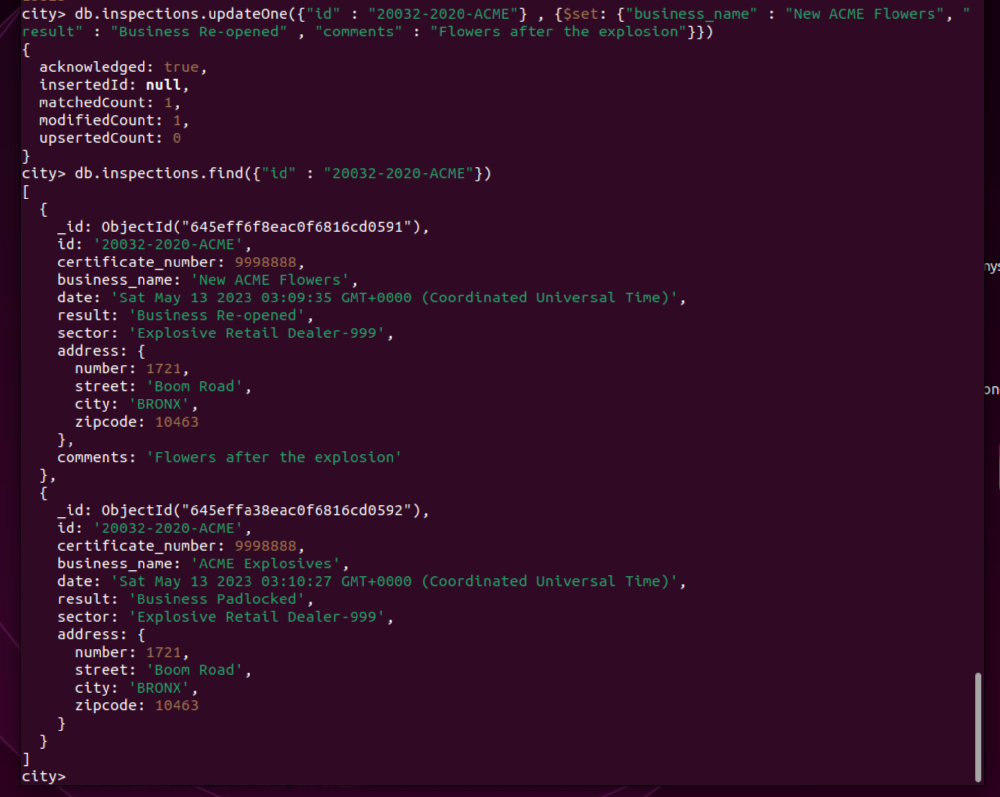 city> db.inspections.updateOne({"id" : "20032-2020-ACME"} , {$set: {"business_name" : "New ACME Flowers", "
result" : "Business Re-opened" , "comments" : "Flowers after the explosion"}})
{
  acknowledged: true,
  insertedId: null,
  matchedCount: 1,
  modifiedCount: 1,
  upsertedCount: 0
}
city> db.inspections.find({"id" : "20032-2020-ACME"})
[
  {
    _id: ObjectId("645eff6f8eac0f6816cd0591"),
    id: '20032-2020-ACME',
    certificate_number: 9998888,
    business_name: 'New ACME Flowers',
    date: 'Sat May 13 2023 03:09:35 GMT+0000 (Coordinated Universal Time)',
    result: 'Business Re-opened',
    sector: 'Explosive Retail Dealer-999',
    address: {
      number: 1721,
      street: 'Boom Road',
      city: 'BRONX',
      zipcode: 10463
    },
    comments: 'Flowers after the explosion'
  },
  {
    _id: ObjectId("645effa38eac0f6816cd0592"),
    id: '20032-2020-ACME',
    certificate_number: 9998888,
    business_name: 'ACME Explosives',
    date: 'Sat May 13 2023 03:10:27 GMT+0000 (Coordinated Universal Time)',
    result: 'Business Padlocked',
    sector: 'Explosive Retail Dealer-999',
    address: {
      number: 1721,
      street: 'Boom Road',
      city: 'BRONX',
      zipcode: 10463
    }
  }
]
city>